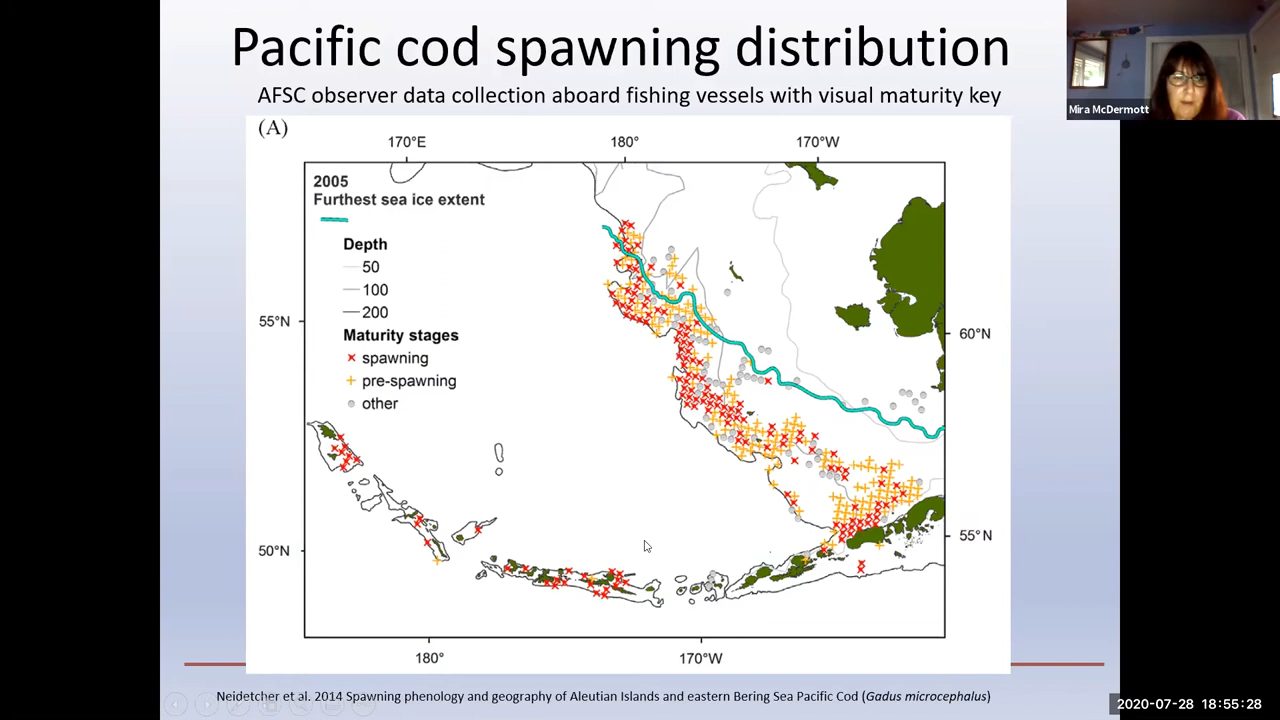 Pacific cod spawning distribution
AFSC observer data collection aboard fishing vessels with visual maturity key
Mira McDermott
(A)
170°E
180°
170°W
2005
Furthest sea ice extent
Depth
50
100
200
Maturity stages
spawning
pre-spawning
other
55°N
60°N
50°N
55°N
180°
170°W
Neidetcher et al. 2014 Spawning phenology and geography of Aleutian Islands and eastern Bering Sea Pacific Cod (Gadus microcephalus)
2020-07-28 18:55:28